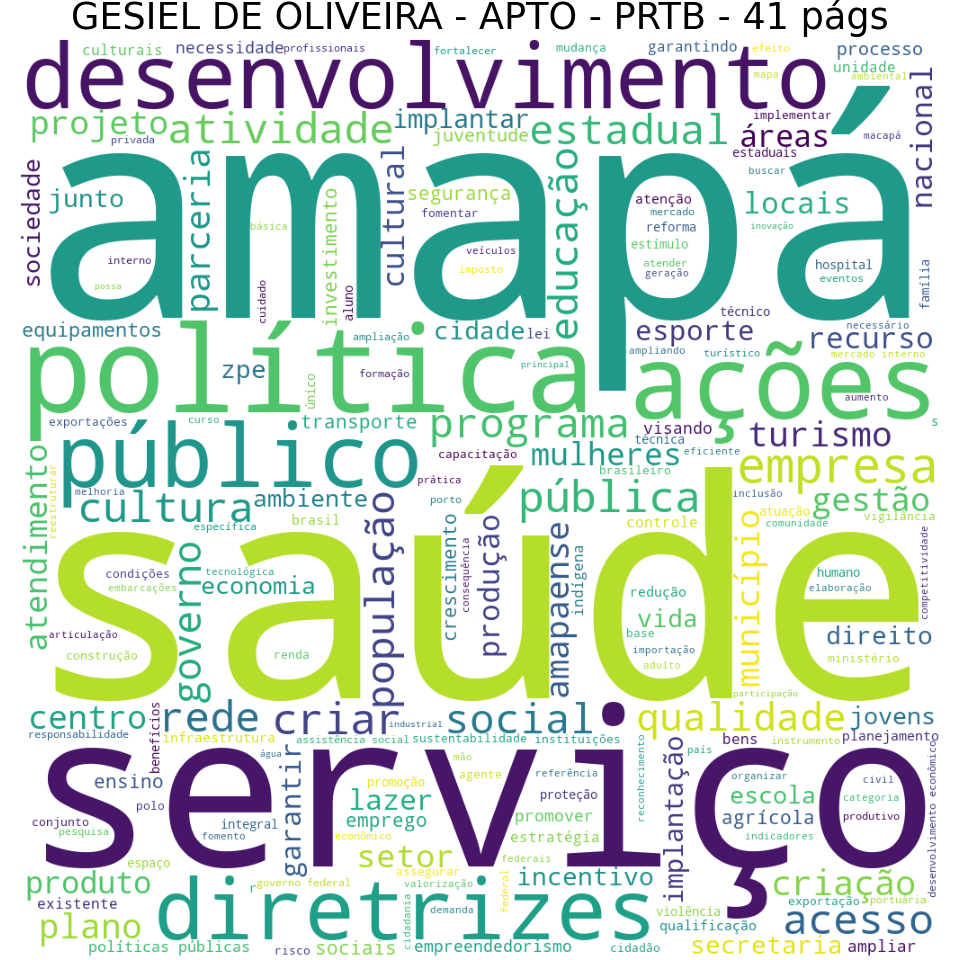 GESIEL DE OLIVEIRA - APTO - PRTB - 41 págs
culturais necessidade profissionais fortalecer mudança garantindo efeito processo
desenvolvimento mapa unidade ambiental
projeto atividade implantar juventude estadual implementar áreas macapá nacional
privada estaduais buscar
amapá
sociedade junto parceria básica investimento cultural segurança educação atenção locais
fomentar mercado inovação
interno veículos reforma estímulo hospital
possa cuidado aluno imposto atender geração eventos família
equipamentos ampliação cidade lei esporte técnico necessário recurso
política principal ampliando turístico mercado interno
zpe único formação ações aumento
exportações curso transporte programa visando turismo s
público capacitação mulheres técnica eficiente empresa
melhoria prática brasileiro
reestruturar cultura ambiente porto pública inclusão gestão
atendimento específica brasil controle atuação comunidade vigilância
saúde
condições tecnológica população crescimento consequência produção amapaense indígena município humano competitividade
embarcações governo economia redução elaboração
vida
articulação base direito
construção renda importação adulto ministério
participação
centro rede criar industrial social qualidade jovens
responsabilidade benefícios infraestrutura assistência social sustentabilidade instituições bens instrumento planejamento
serviço
ensino água mão reconhecimento país
polo garantir promoção agente referência implantação organizar civil desenvolvimento econômico
conjunto integral lazer proteção escola categoria
pesquisa fomento emprego promover agrícola produtivo
econômico estratégia indicadores
espaço setor federais
produto r governo federal assegurar valorização federal incentivo criação
existente diretrizes exportação portuária
plano cidadania demanda violência acesso
qualificação
políticas públicas risco sociais empreendedorismo cidadão secretaria ampliar